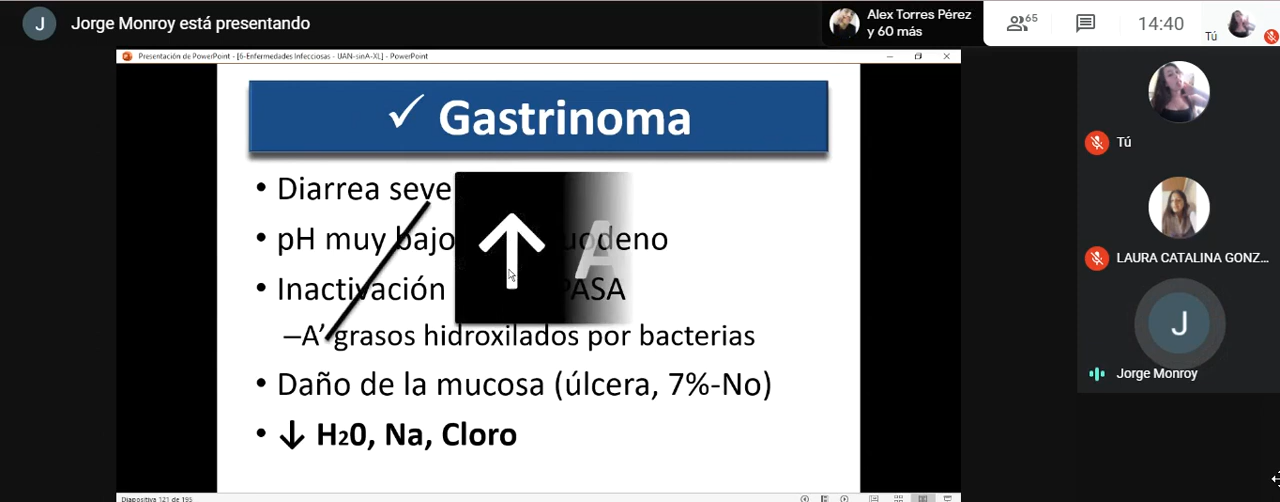 J Jorge Monroy está presentando
Alex Torres Pérez
y 60 más
65
14:40
Tú
Presentación de PowerPoint - [6-Enfermedades Infecciosas - UAN-sinA-XL] - PowerPoint
✓ Gastrinoma
• Diarrea seve
• pH muy bajo uodeno
• Inactivación PASA
↑ A
–A’ grasos hidroxilados por bacterias
• Daño de la mucosa (úlcera, 7%-No)
• ↓ H20, Na, Cloro
Diapositiva 121 de 195
Tú
LAURA CATALINA GONZ...
J
Jorge Monroy